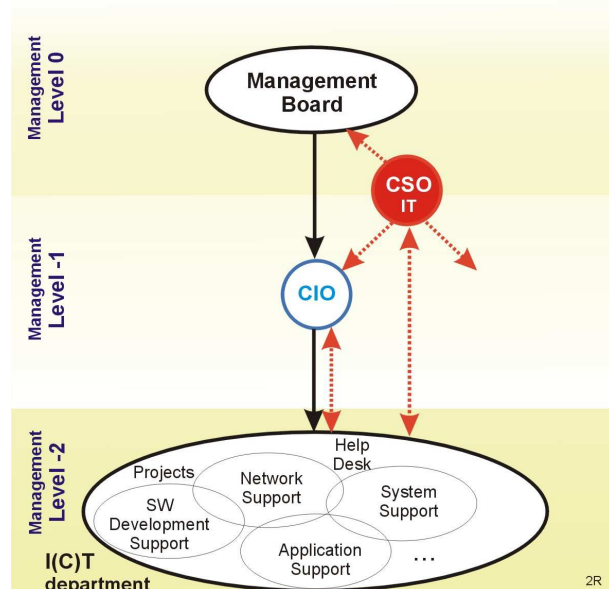 Management
Level 0
Management
Board
CSO
IT
Management
Level -1
CIO
Management
Level -2
Help
Desk
Projects
Network
Support
System
Support
SW
Development
Support
Application
Support
...
I(C)T
department
2R